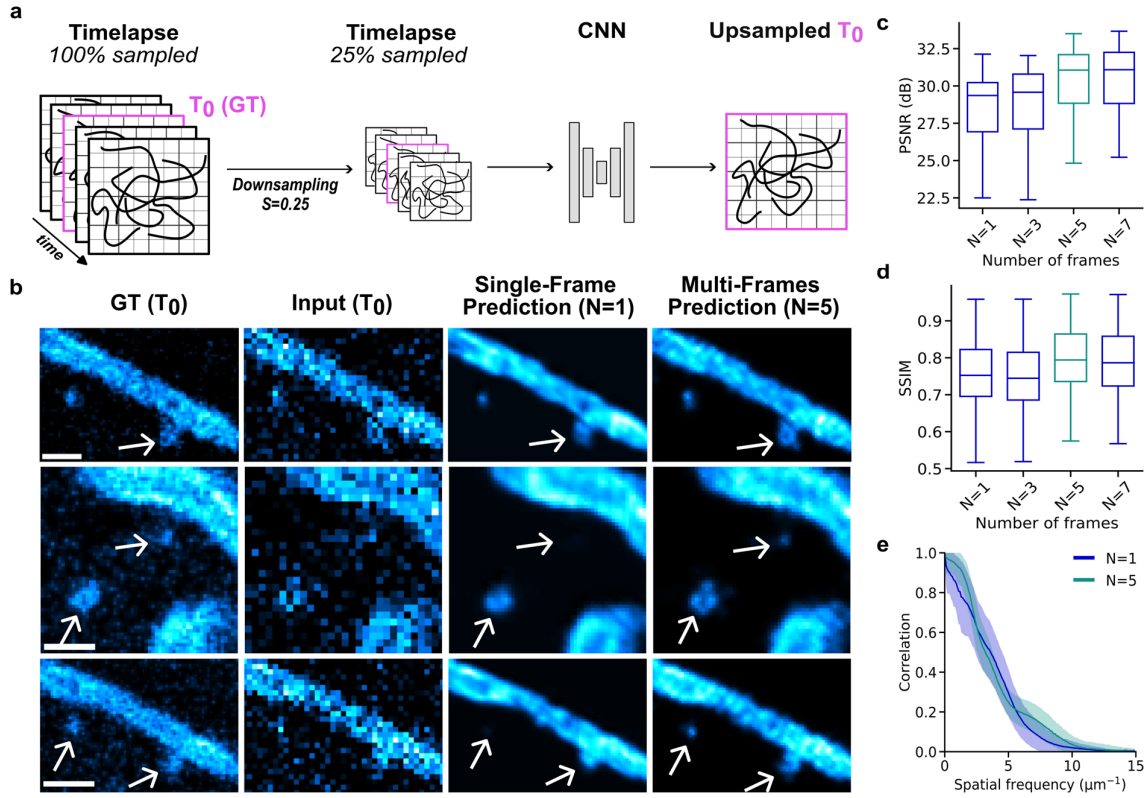 a
Timelapse
100% sampled
T0 (GT)
time
Downsampling
S=0.25
Timelapse
25% sampled
CNN
Upsampled T0
b
GT (T0)
Input (T0)
Single-Frame
Prediction (N=1)
Multi-Frames
Prediction (N=5)
c
PSNR (dB)
32.5
30.0
27.5
25.0
22.5
N=1
N=3
N=5
N=7
Number of frames
d
SSIM
0.9
0.8
0.7
0.6
0.5
N=1
N=3
N=5
N=7
Number of frames
e
Correlation
1.0
0.8
0.6
0.4
0.2
0.0
N=1
N=5
0
5
10
15
Spatial frequency (μm⁻¹)